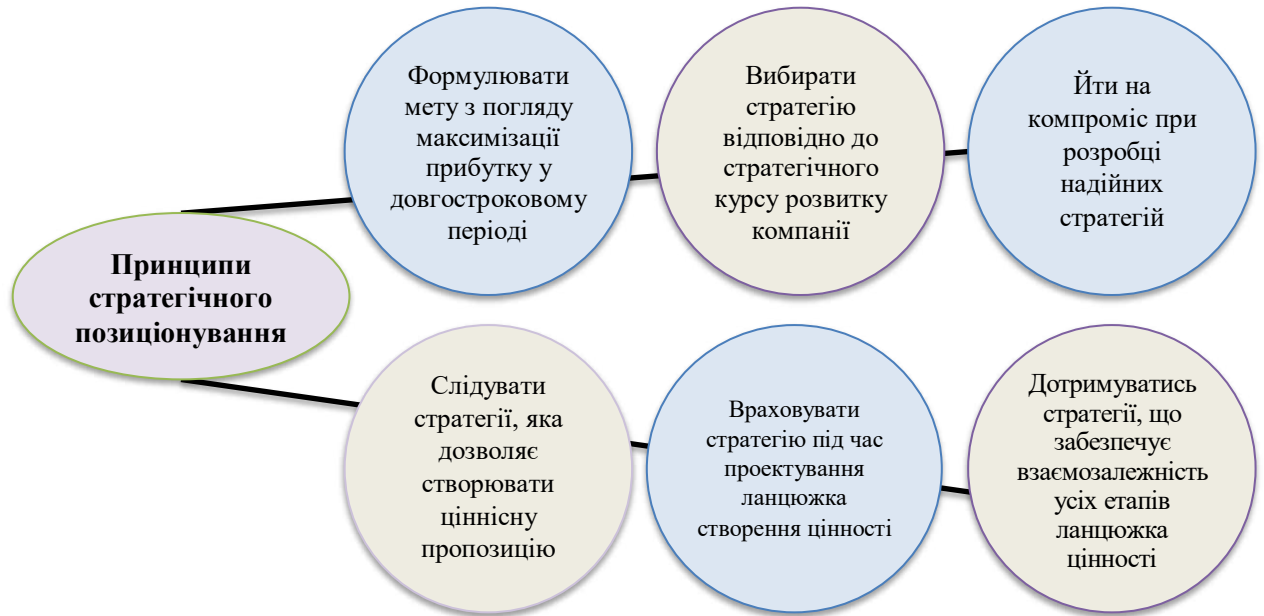 Принципи
стратегічного
позиціонування
Формулювати
мету з погляду
максимізації
прибутку у
довгостроковому
періоді
Вибирати
стратегію
відповідно до
стратегічного
курсу розвитку
компанії
Йти на
компроміс при
розробці
надійних
стратегій
Слідувати
стратегії, яка
дозволяє
створювати
ціннісну
пропозицію
Враховувати
стратегію під час
проектування
ланцюжка
створення цінності
Дотримуватись
стратегії, що
забезпечує
взаємозалежність
усіх етапів
ланцюжка
цінності